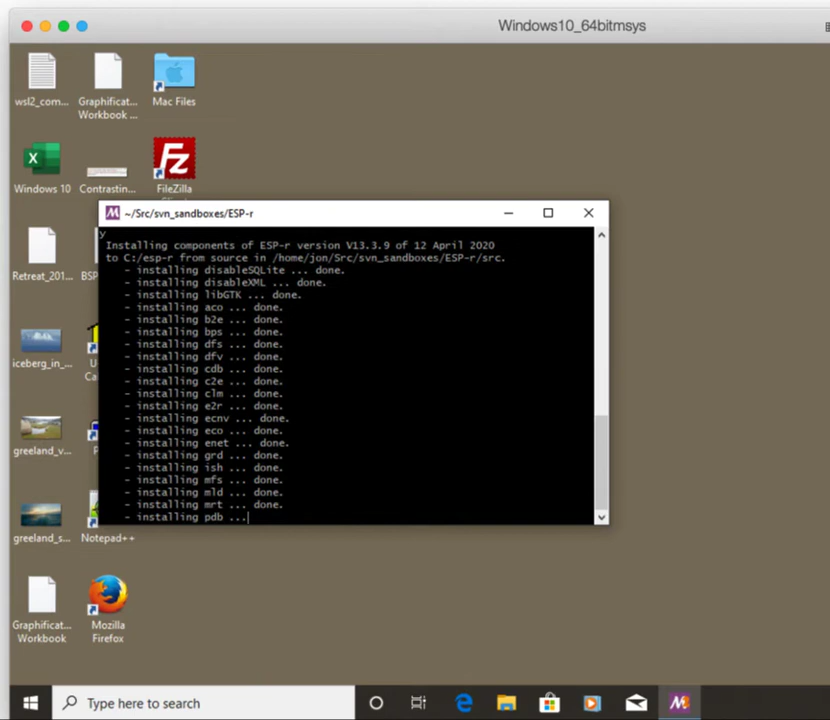 Windows10_64bitmsys
wsl2_com...
Graphificat...
Workbook ...
Mac Files
Windows 10
Contrastin...
FileZilla
~/Src/svn_sandboxes/ESP-r
y
Installing components of ESP-r version V13.3.9 of 12 April 2020
to C:/esp-r from source in /home/jon/Src/svn_sandboxes/ESP-r/src.
- installing disableSQLite ... done.
- installing disableXML ... done.
- installing libGTK ... done.
- installing aco ... done.
- installing b2e ... done.
- installing bps ... done.
- installing dfs ... done.
- installing dfv ... done.
- installing cdb ... done.
- installing c2e ... done.
- installing clm ... done.
- installing e2r ... done.
- installing ecnv ... done.
- installing eco ... done.
- installing enet ... done.
- installing grd ... done.
- installing ish ... done.
- installing mfs ... done.
- installing mld ... done.
- installing mrt ... done.
- installing pdb ...
Retreat_201...
BSP
iceberg_in_...
U
Ca
greeland_v...
P
greeland_s...
Notepad++
Graphificat...
Workbook
Mozilla
Firefox
Type here to search